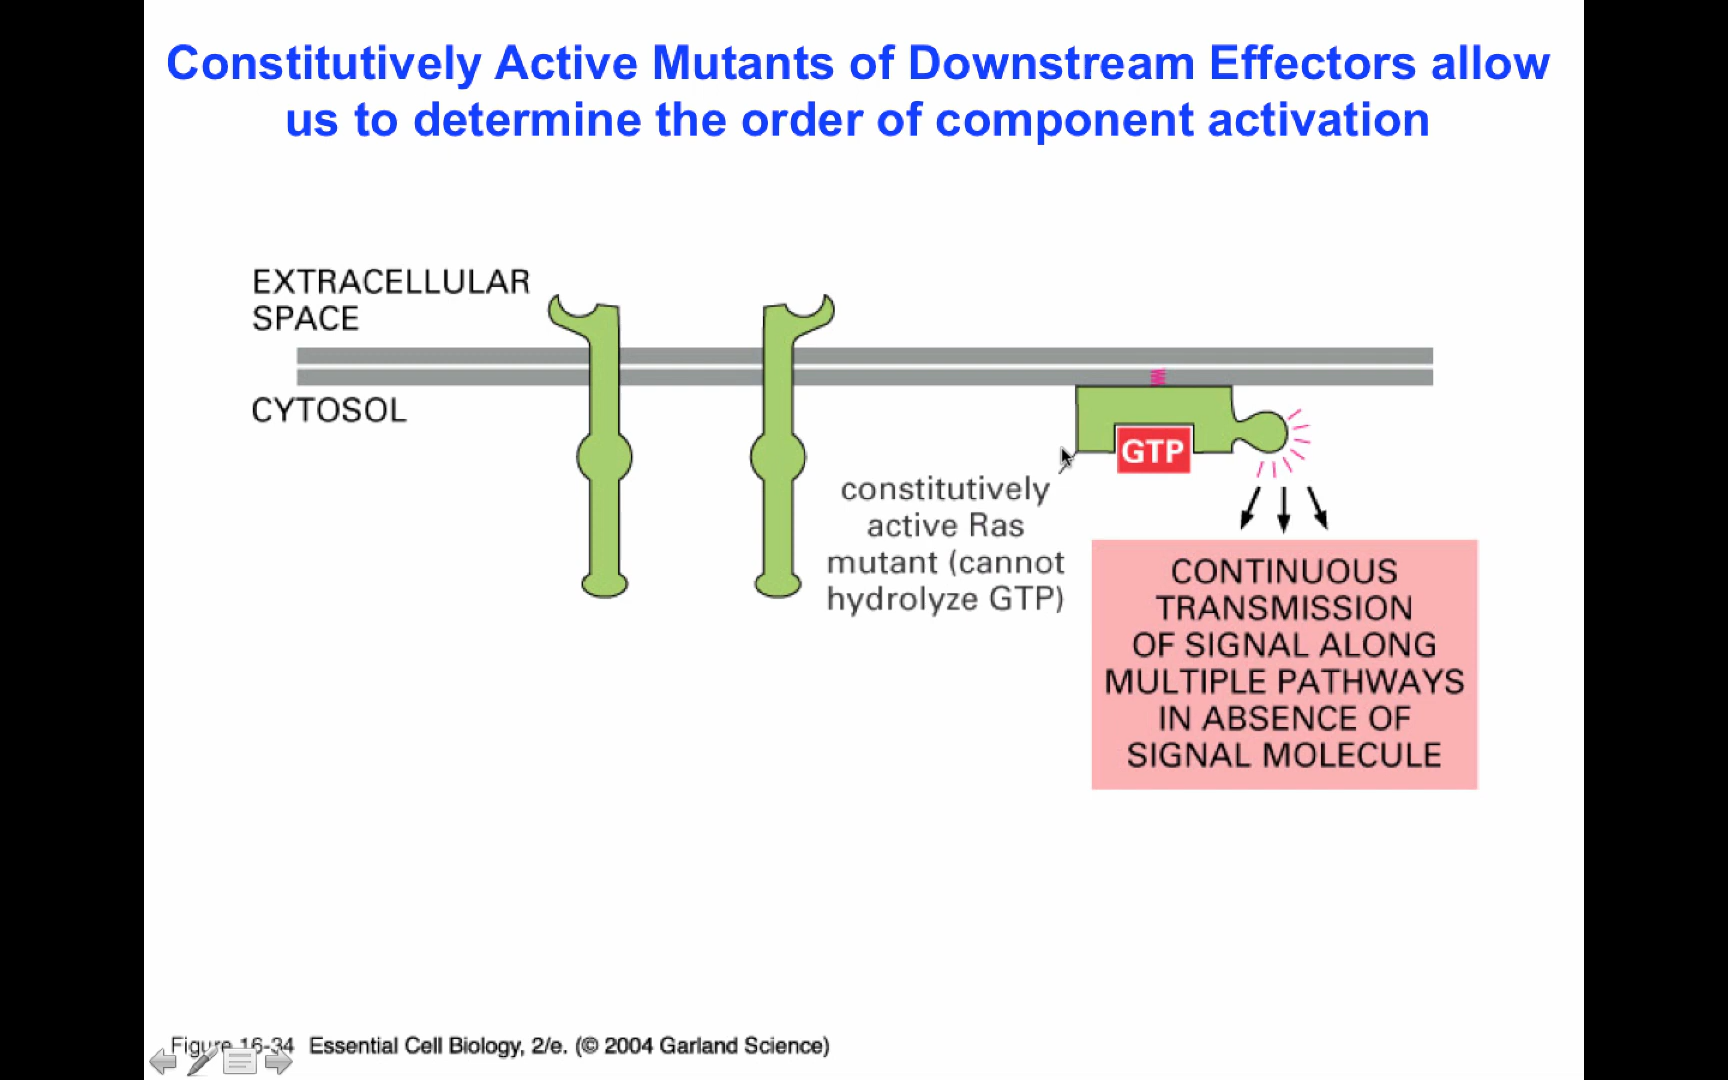 Constitutively Active Mutants of Downstream Effectors allow
us to determine the order of component activation
EXTRACELLULAR
SPACE
CYTOSOL
GTP
constitutively
active Ras
mutant (cannot
hydrolyze GTP)
CONTINUOUS
TRANSMISSION
OF SIGNAL ALONG
MULTIPLE PATHWAYS
IN ABSENCE OF
SIGNAL MOLECULE
Figure 16-34 Essential Cell Biology, 2/e. (© 2004 Garland Science)